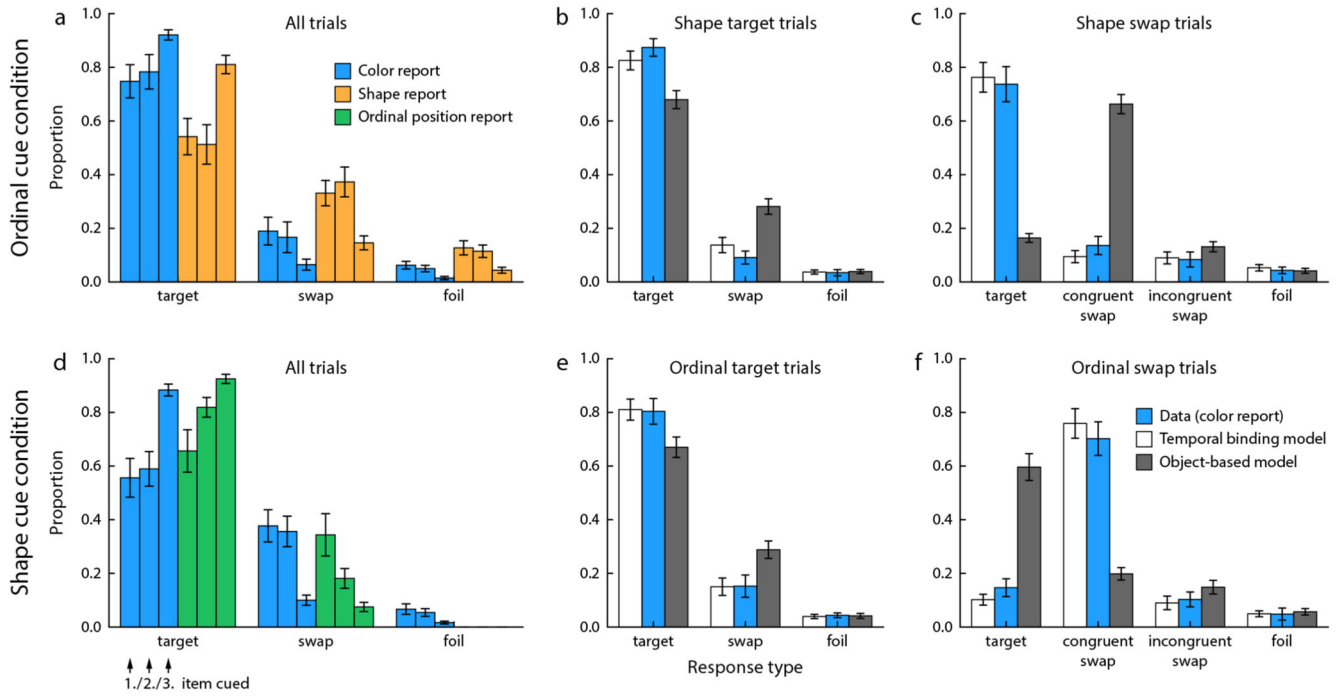 Ordinal cue condition
a
All trials
Proportion
1.0
0.8
0.6
0.4
0.2
0.0
Color report
Shape report
Ordinal position report
target
swap
foil
b
Shape target trials
1.0
0.8
0.6
0.4
0.2
0.0
target
swap
foil
c
Shape swap trials
1.0
0.8
0.6
0.4
0.2
0.0
target
congruent
swap
incongruent
swap
foil
Shape cue condition
d
All trials
Proportion
1.0
0.8
0.6
0.4
0.2
0.0
target
swap
foil
1./2./3. item cued
e
Ordinal target trials
1.0
0.8
0.6
0.4
0.2
0.0
target
swap
foil
Response type
f
Ordinal swap trials
1.0
0.8
0.6
0.4
0.2
0.0
Data (color report)
Temporal binding model
Object-based model
target
congruent
swap
incongruent
swap
foil